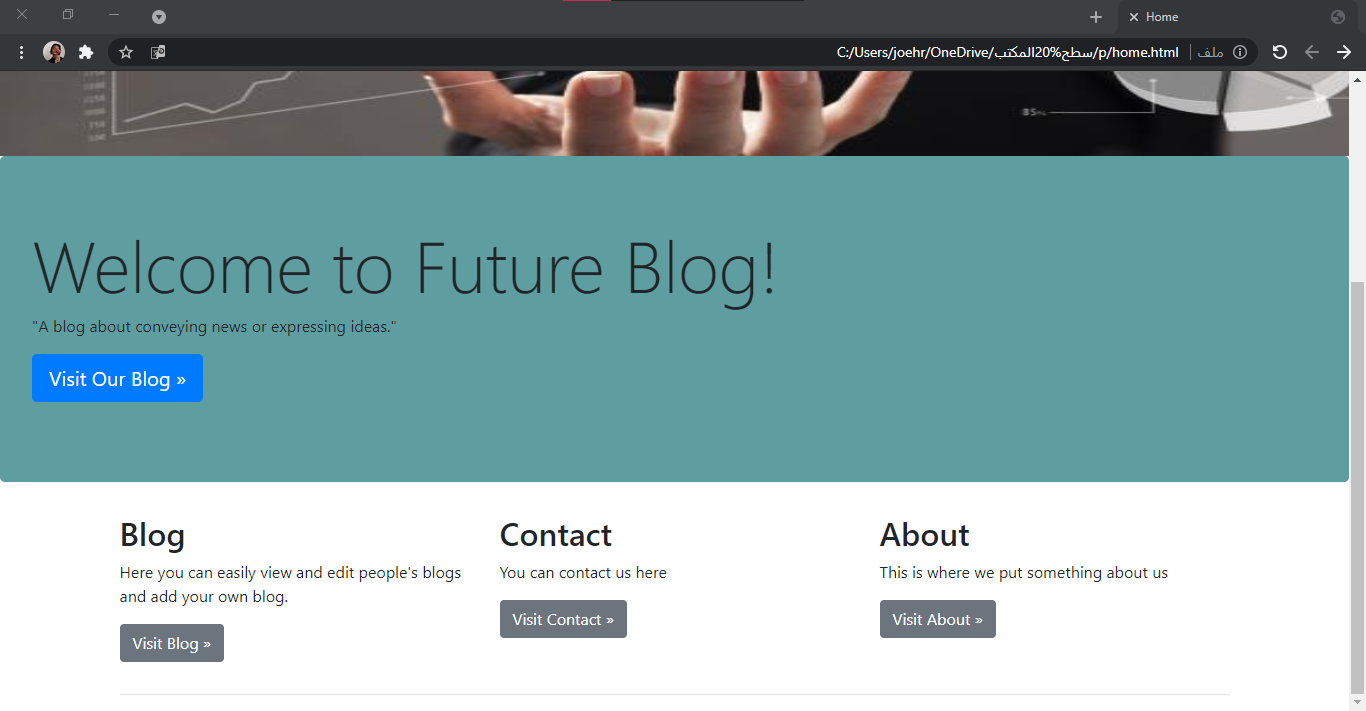 Home
C:/Users/joehr/OneDrive/سطح%20المكتب/p/home.html | ملف
Welcome to Future Blog!
"A blog about conveying news or expressing ideas."
Visit Our Blog »
Blog
Here you can easily view and edit people's blogs
and add your own blog.
Visit Blog »
Contact
You can contact us here
Visit Contact »
About
This is where we put something about us
Visit About »